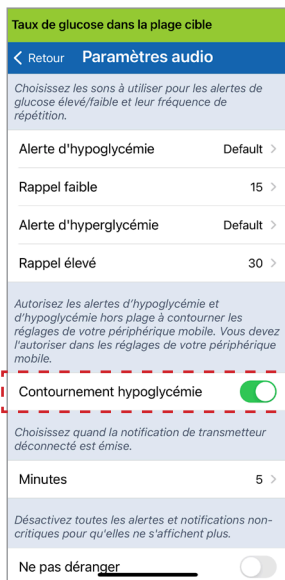 Taux de glucose dans la plage cible
Retour Paramètres audio
Choisissez les sons à utiliser pour les alertes de
glucose élevé/faible et leur fréquence de
répétition.
Alerte d'hypoglycémie Default
Rappel faible 15
Alerte d'hyperglycémie Default
Rappel élevé 30
Autorisez les alertes d’hypoglycémie et
d’hypoglycémie hors plage à contourner les
réglages de votre périphérique mobile. Vous devez
l'autoriser dans les réglages de votre périphérique
mobile.
Contournement hypoglycémie
Choisissez quand la notification de transmetteur
déconnecté est émise.
Minutes 5
Désactivez toutes les alertes et notifications non-
critiques pour qu'elles ne s'affichent plus.
Ne pas déranger